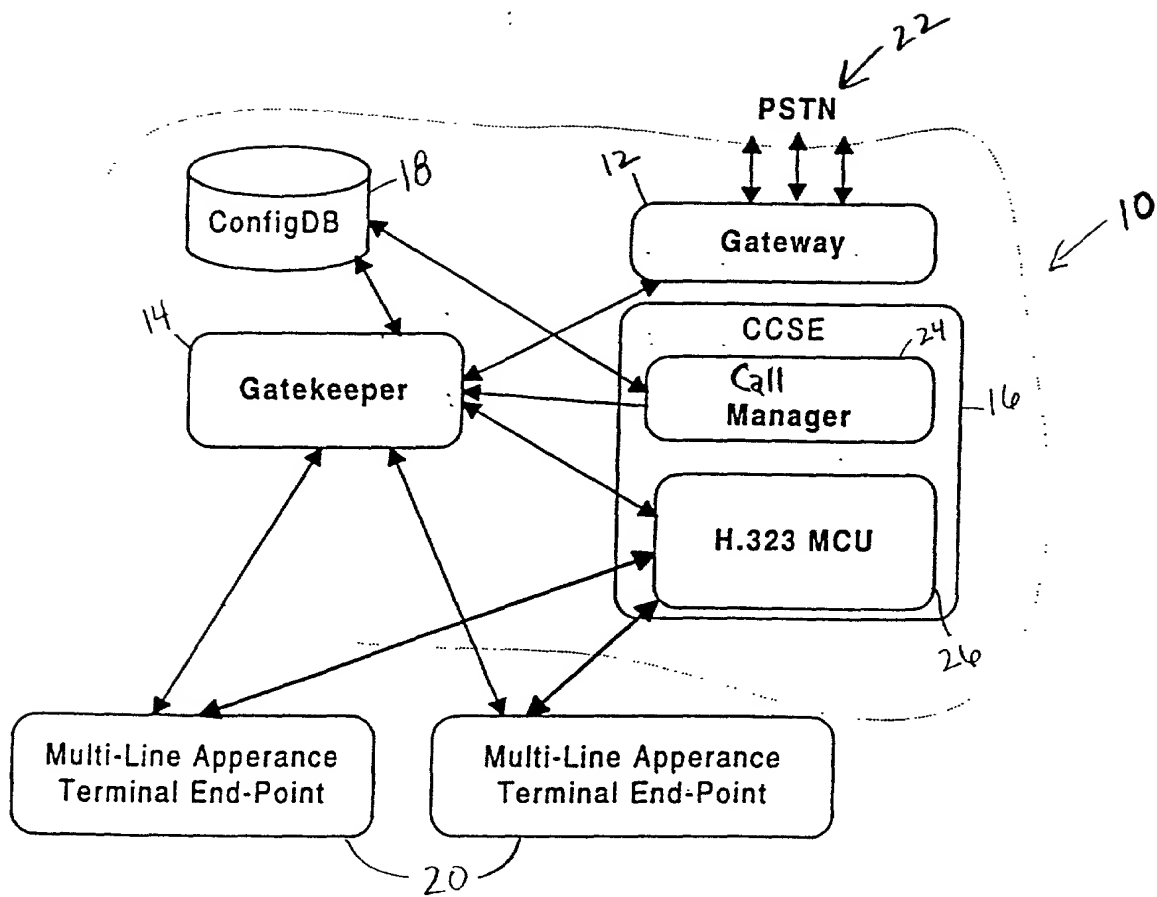 22
PSTN
12
18
ConfigDB
Gateway
10
14
CCSE
24
Gatekeeper
Call
Manager
16
H.323 MCU
26
Multi-Line Apperance
Terminal End-Point
Multi-Line Apperance
Terminal End-Point
20